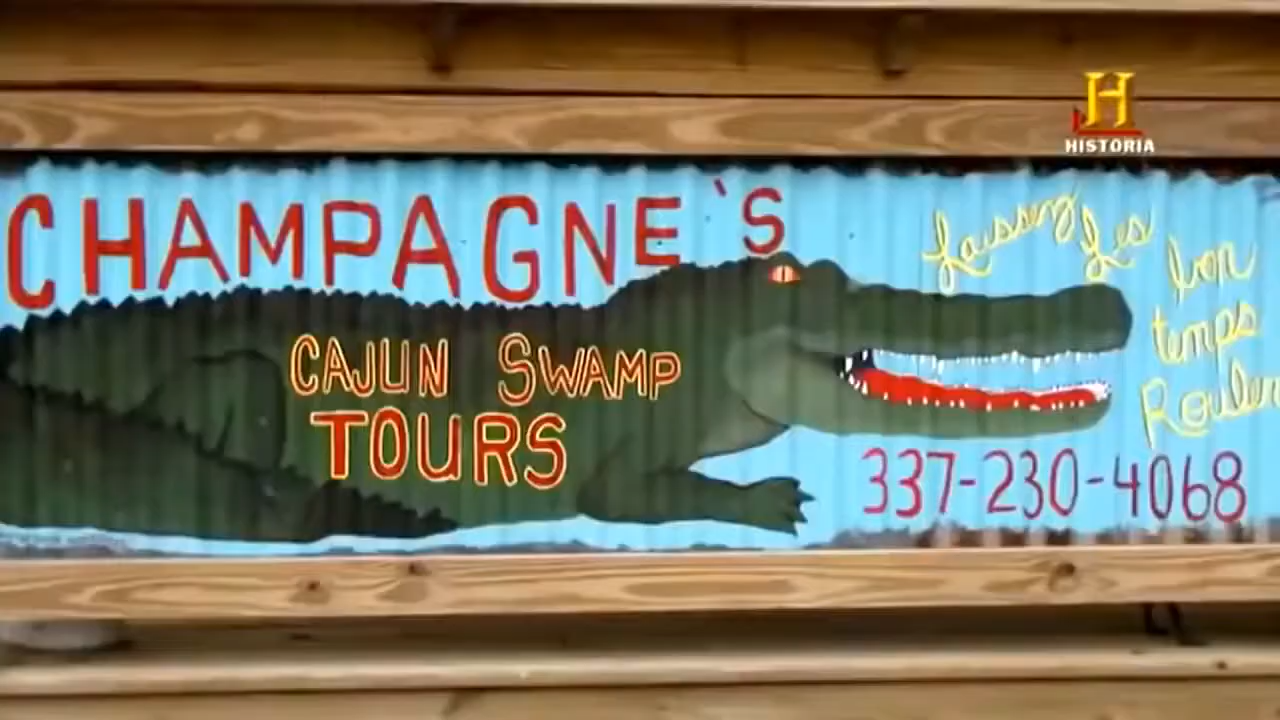 H
HISTORIA
CHAMPAGNE'S
CAJUN SWAMP
TOURS
Laissez Les
bon
temps
Rouler
337-230-4068